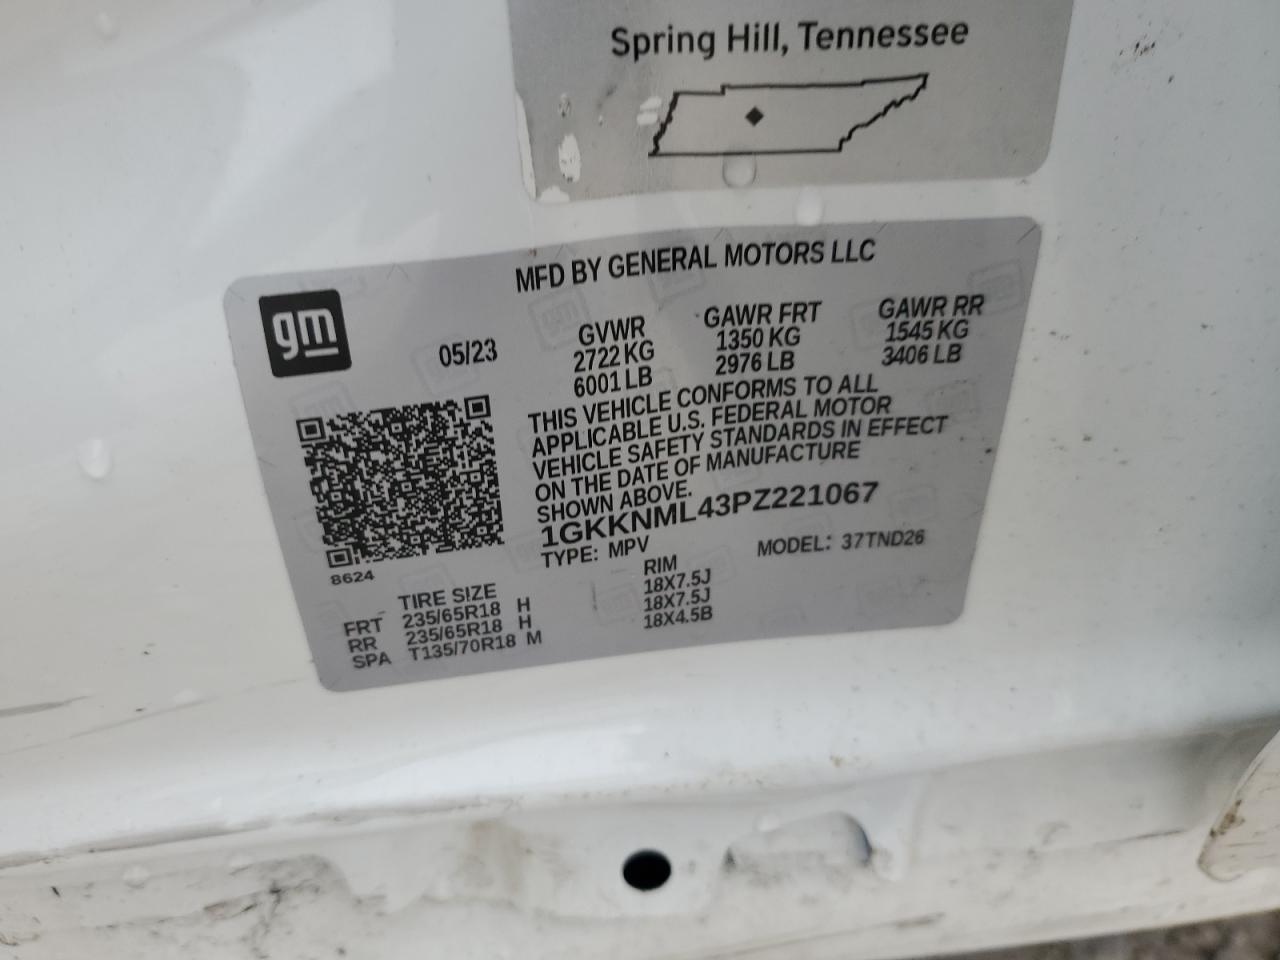 Spring Hill, Tennessee
MFD BY GENERAL MOTORS LLC
gm
05/23
GVWR GAWR FRT GAWR RR
2722 KG 1350 KG 1545 KG
6001 LB 2976 LB 3406 LB
THIS VEHICLE CONFORMS TO ALL
APPLICABLE U.S. FEDERAL MOTOR
VEHICLE SAFETY STANDARDS IN EFFECT
ON THE DATE OF MANUFACTURE
SHOWN ABOVE.
1GKKNML43PZ221067
TYPE: MPV MODEL: 37TND26
8624
TIRE SIZE RIM
FRT 235/65R18 H 18X7.5J
RR 235/65R18 H 18X7.5J
SPA T135/70R18 M 18X4.5B